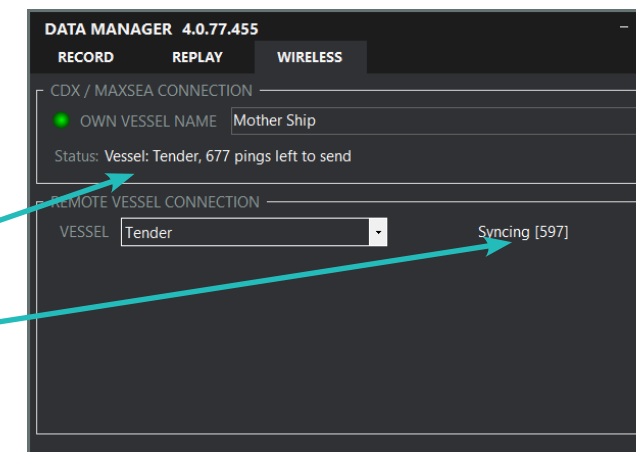 DATA MANAGER 4.0.77.455
RECORD REPLAY WIRELESS
CDX / MAXSEA CONNECTION
OWN VESSEL NAME Mother Ship
Status: Vessel: Tender, 677 pings left to send
REMOTE VESSEL CONNECTION
VESSEL Tender Syncing [597]